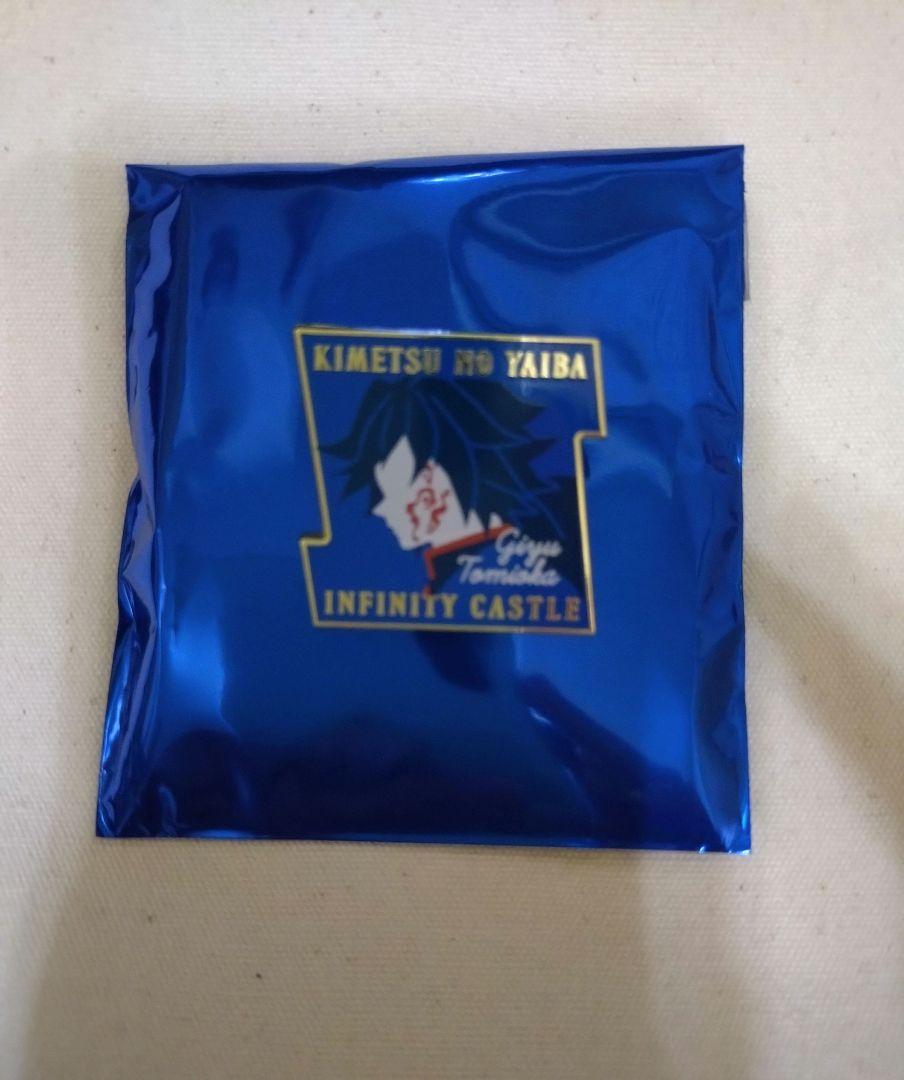 KIMETSU NO YAIBA
Giyu
Tomioka
INFINITY CASTLE